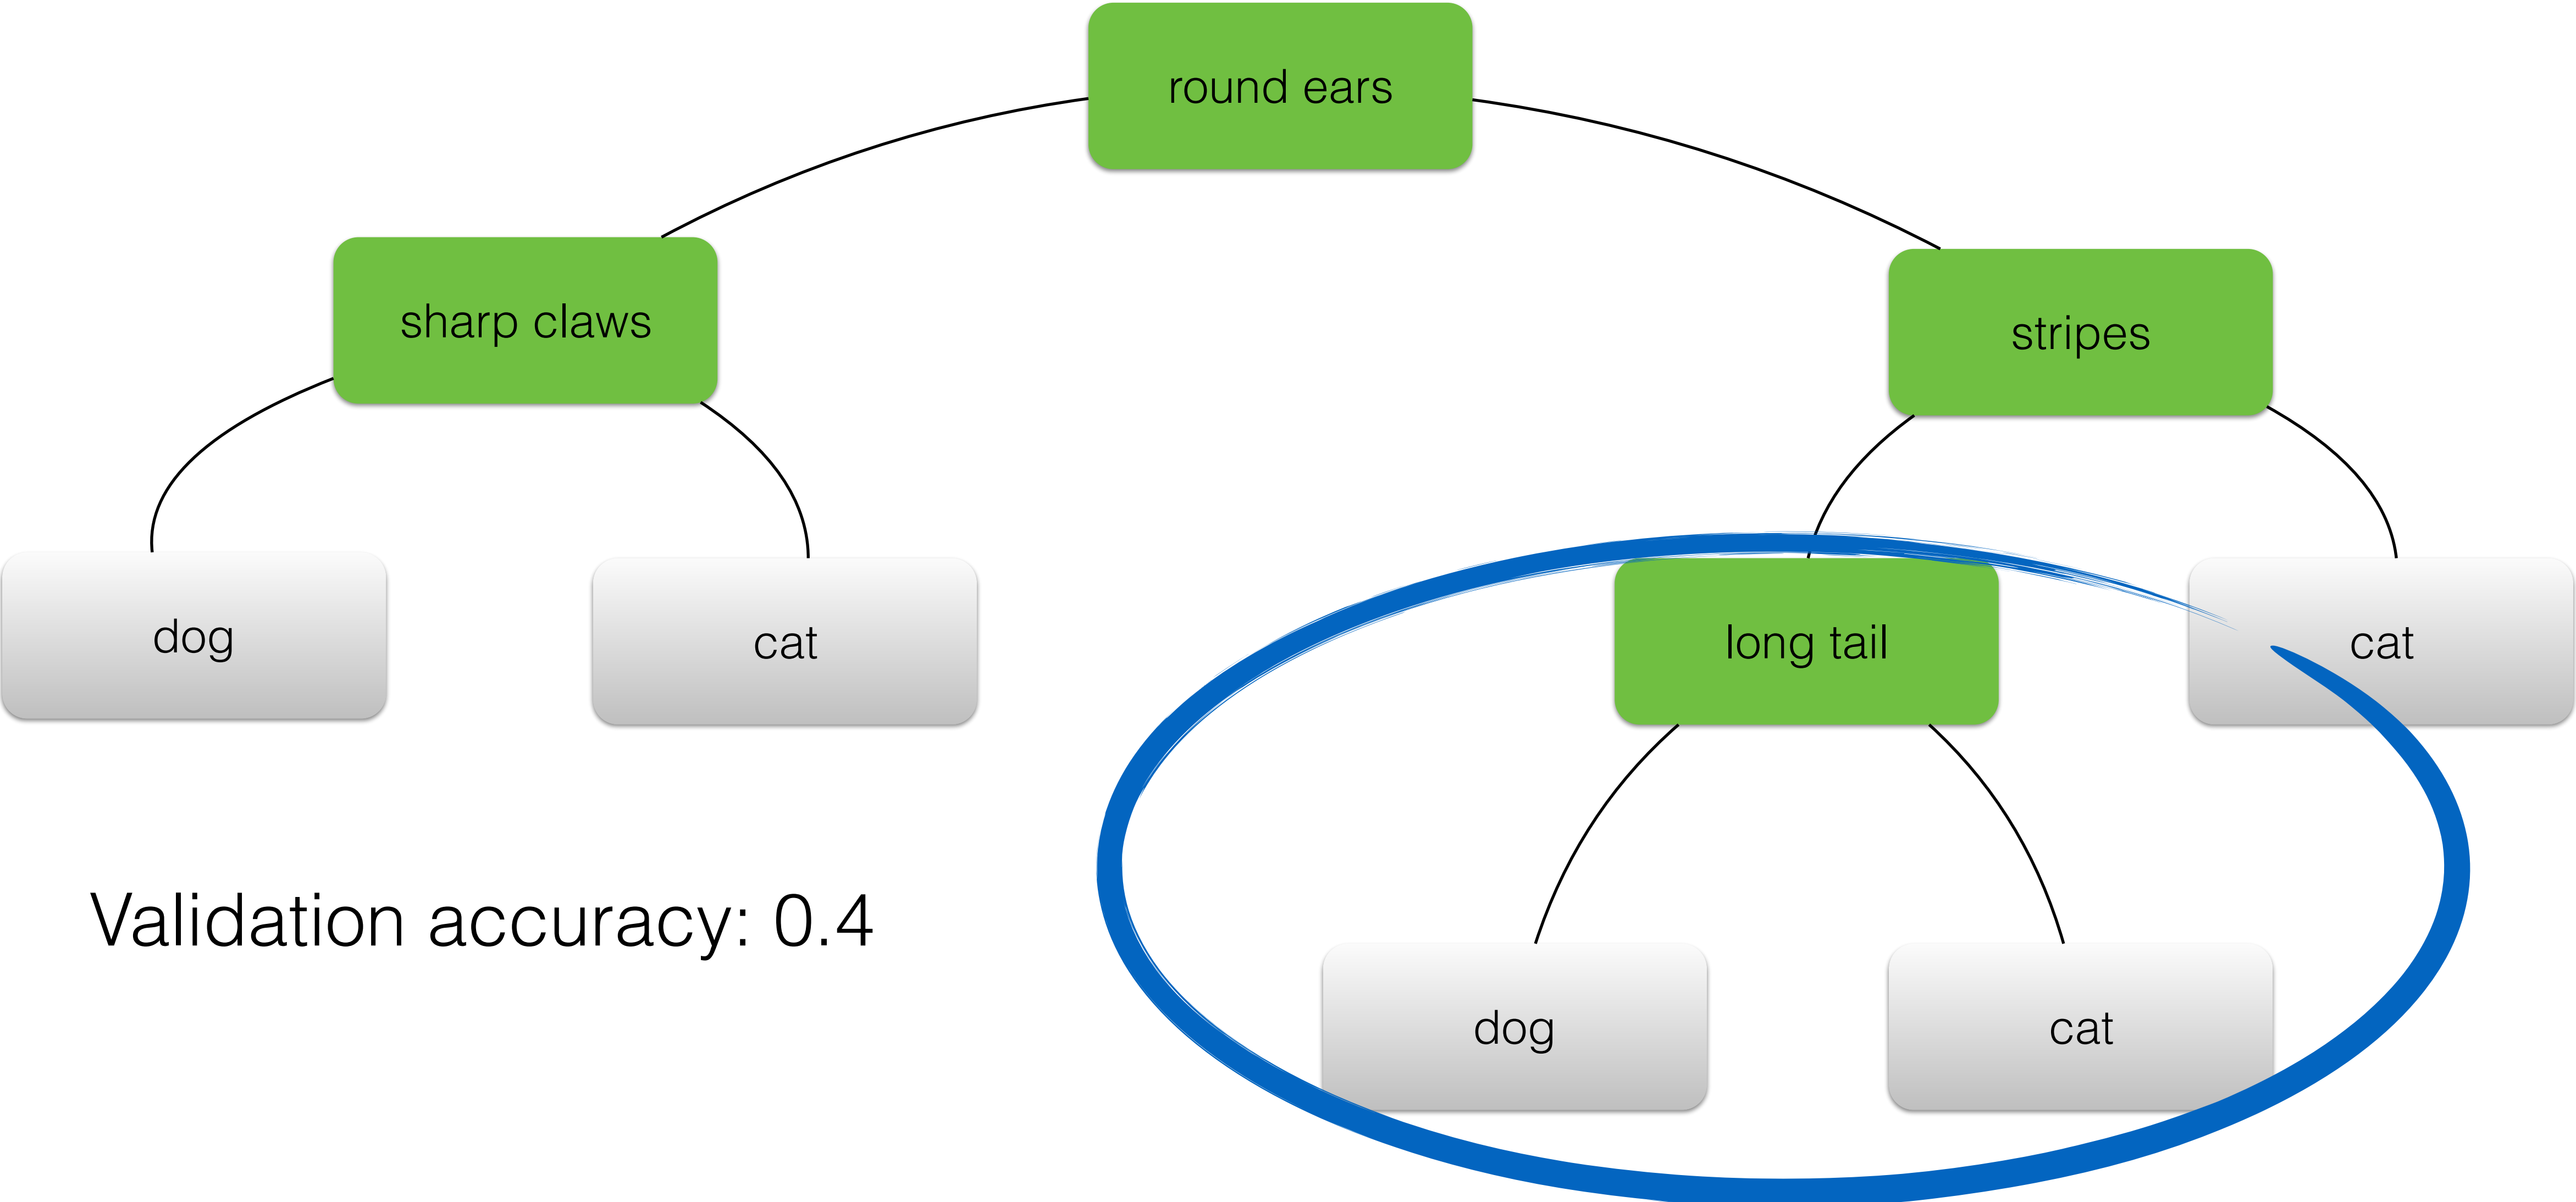 round ears
sharp claws
stripes
dog
cat
long tail
cat
Validation accuracy: 0.4
dog
cat